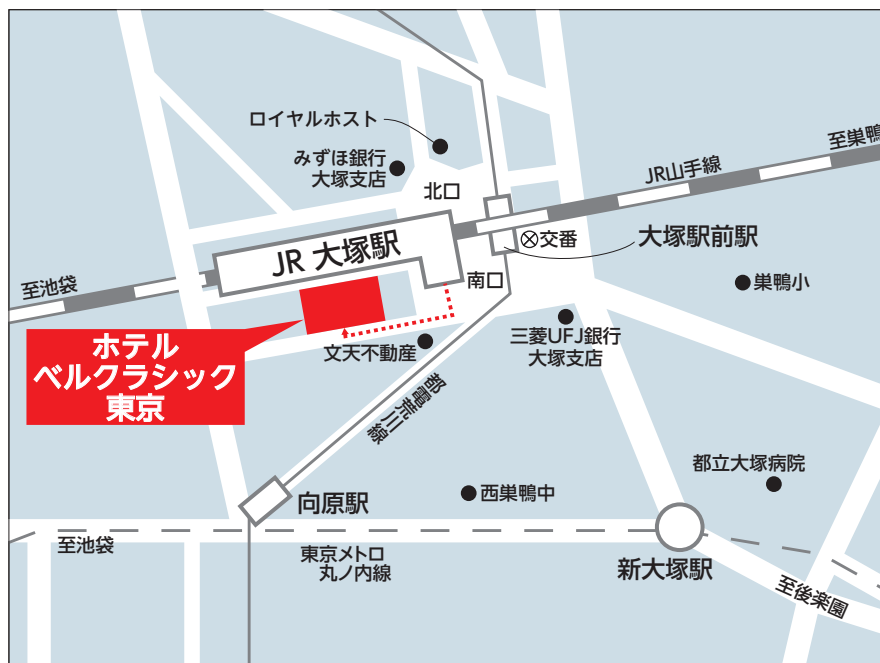 ロイヤルホスト
みずほ銀行
大塚支店
北口
JR山手線
至巣鴨
JR 大塚駅
交番
大塚駅前駅
至池袋
南口
巣鴨小
ホテル
ベルクラシック
東京
文天不動産
三菱UFJ銀行
大塚支店
都電荒川線
都立大塚病院
向原駅
西巣鴨中
至池袋
東京メトロ
丸ノ内線
新大塚駅
至後楽園